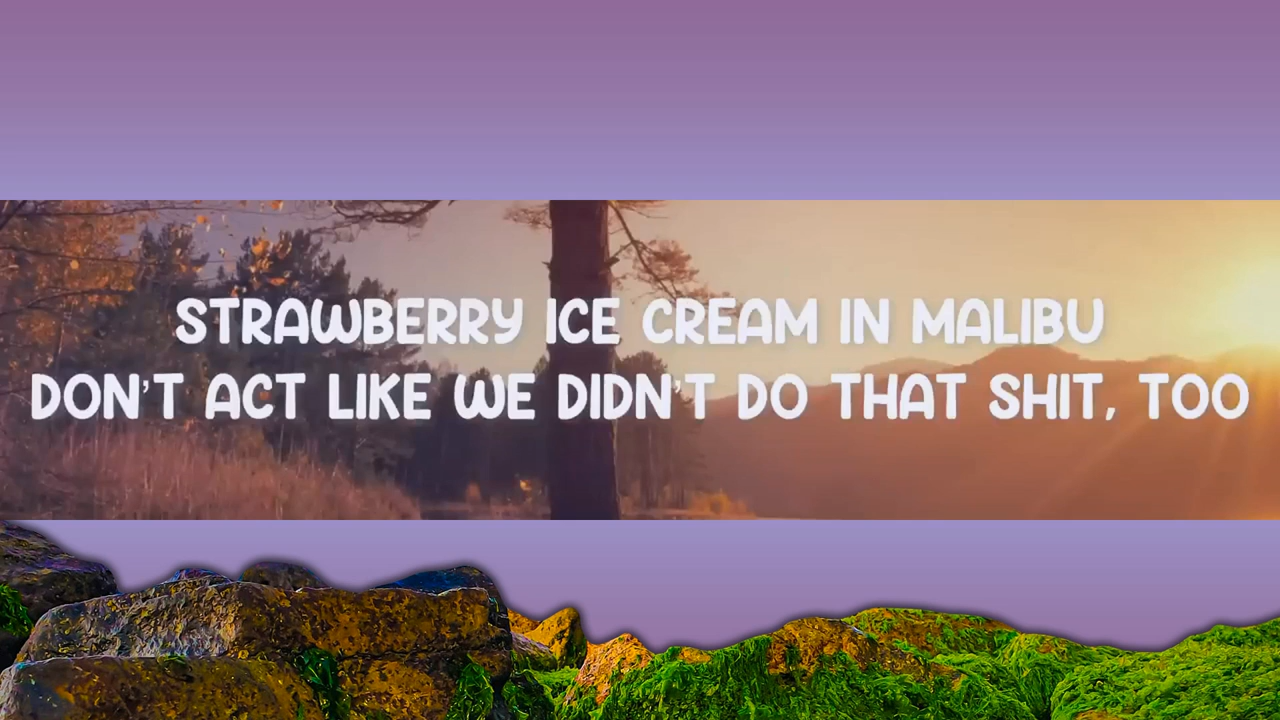 STRAWBERRY ICE CREAM IN MALIBU
DON'T ACT LIKE WE DIDN'T DO THAT SHIT, TOO